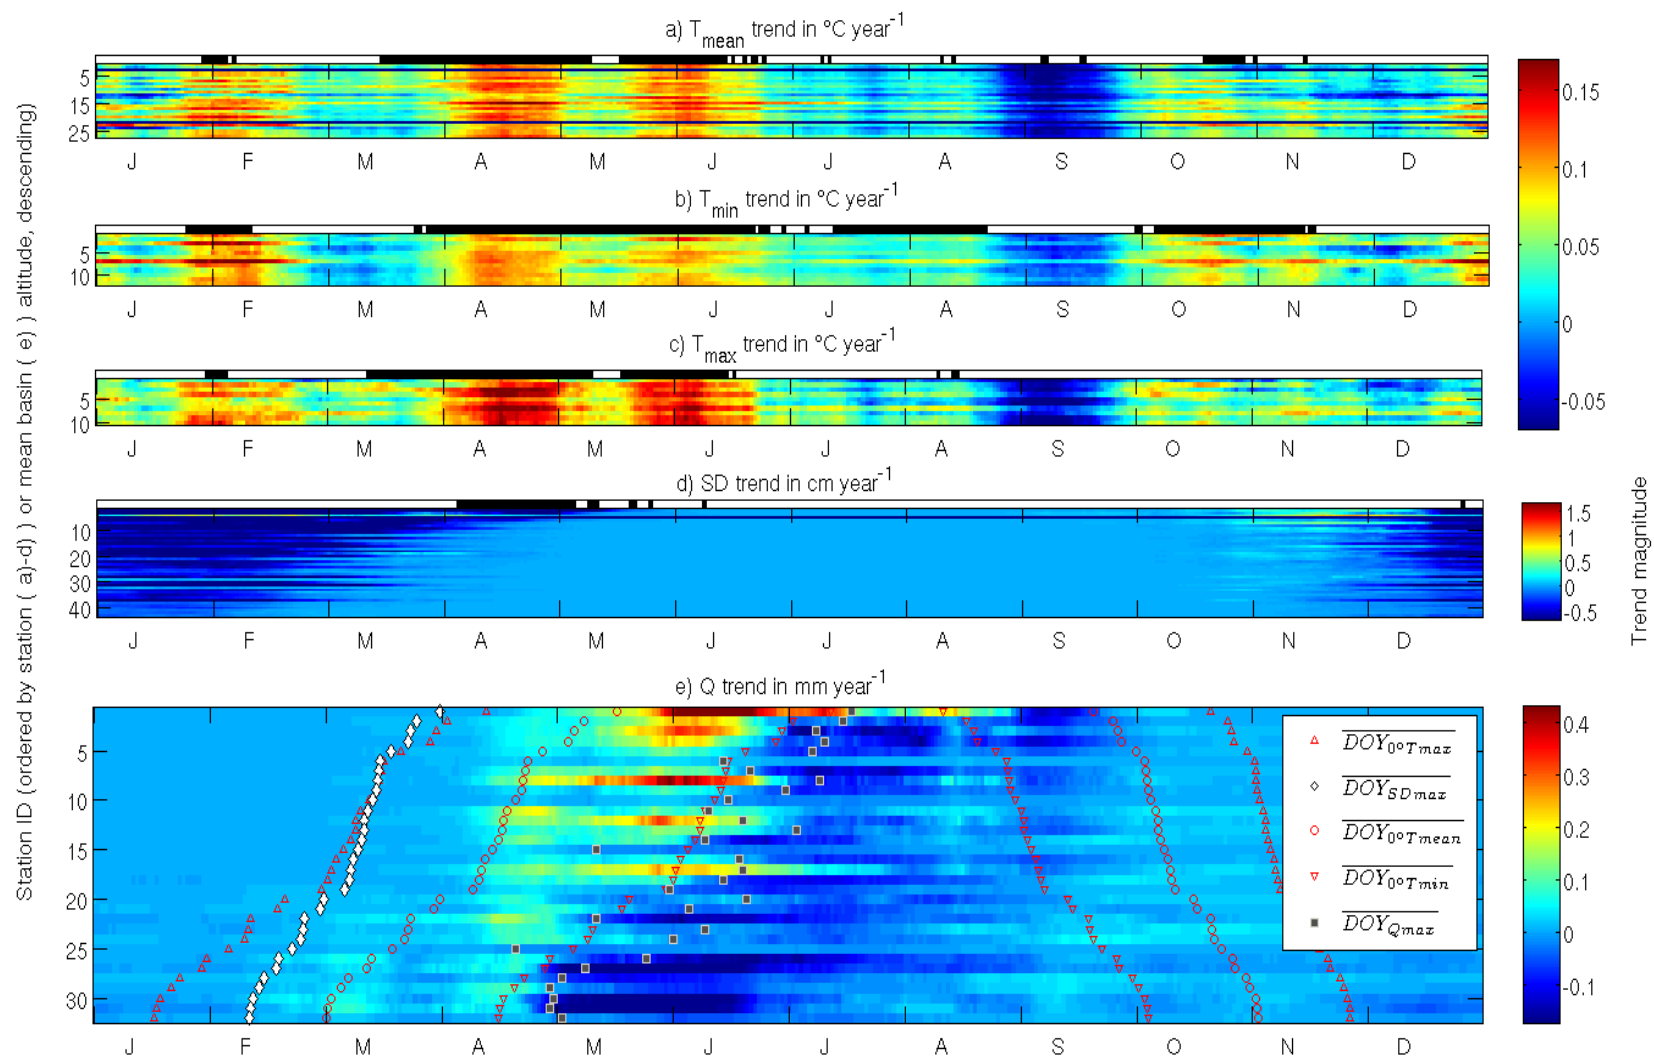 Station ID (ordered by station ( a)-d) ) or mean basin ( e) ) altitude, descending)
a) Tmean trend in °C year-1
5
15
25
J F M A M J J A S O N D
b) Tmin trend in °C year-1
5
10
J F M A M J J A S O N D
c) Tmax trend in °C year-1
5
10
J F M A M J J A S O N D
0.15
0.1
0.05
0
-0.05
d) SD trend in cm year-1
10
20
30
40
J F M A M J J A S O N D
1.5
1
0.5
0
-0.5
Trend magnitude
e) Q trend in mm year-1
5
10
15
20
25
30
J F M A M J J A S O N D
DOY0°Tmax
DOYSDmax
DOY0°Tmean
DOY0°Tmin
DOYQmax
0.4
0.3
0.2
0.1
0
-0.1